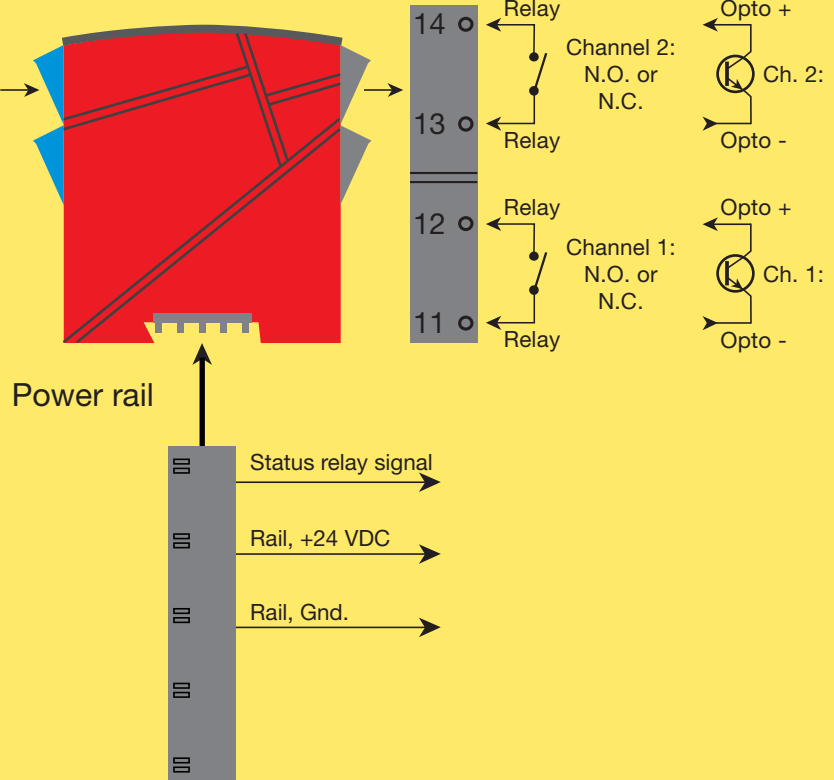 14
Relay
Opto +
Channel 2:
N.O. or
N.C.
Ch. 2:
13
Relay
Opto -
12
Relay
Opto +
Channel 1:
N.O. or
N.C.
Ch. 1:
11
Relay
Opto -
Power rail
Status relay signal
Rail, +24 VDC
Rail, Gnd.